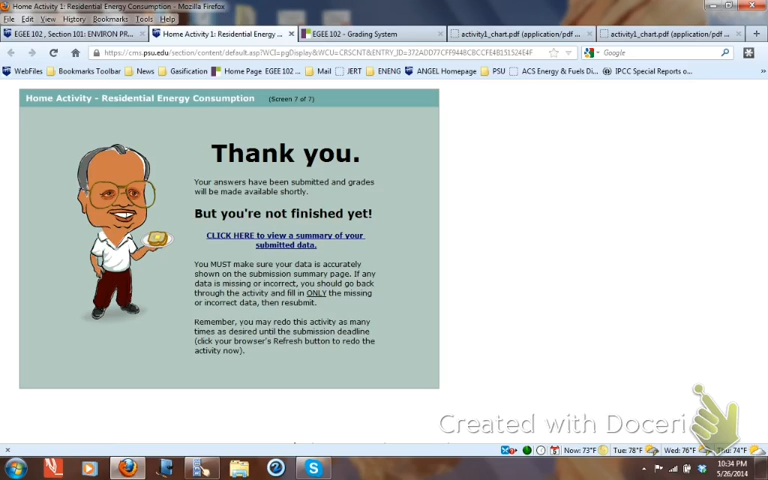 Home Activity 1: Residential Energy Consumption - Mozilla Firefox
File Edit View History Bookmarks Tools Help
EGEE 102 , Section 101: ENVIRON PR... Home Activity 1: Residential Energy ... EGEE 102 - Grading System activity1_chart.pdf (application/pdf ... activity1_chart.pdf (application/pdf ...
Google
WebFiles Bookmarks Toolbar News Gasification Home Page EGEE 102 ... Mail JERT ENENG ANGEL Homepage PSU ACS Energy & Fuels Di... IPCC Special Reports o...
Home Activity - Residential Energy Consumption (Screen 7 of 7)
Thank you.
Your answers have been submitted and grades
will be made available shortly.
But you're not finished yet!
CLICK HERE to view a summary of your
submitted data.
You MUST make sure your data is accurately
shown on the submission summary page. If any
data is missing or incorrect, you should go back
through the activity and fill in ONLY the missing
or incorrect data, then resubmit.
Remember, you may redo this activity as many
times as desired until the submission deadline
(click your browser's Refresh button to redo the
activity now).
Created with Doceri
Now: 73°F Tue: 78°F Wed: 76°F Thu: 74°F
10:34 PM
5/26/2014